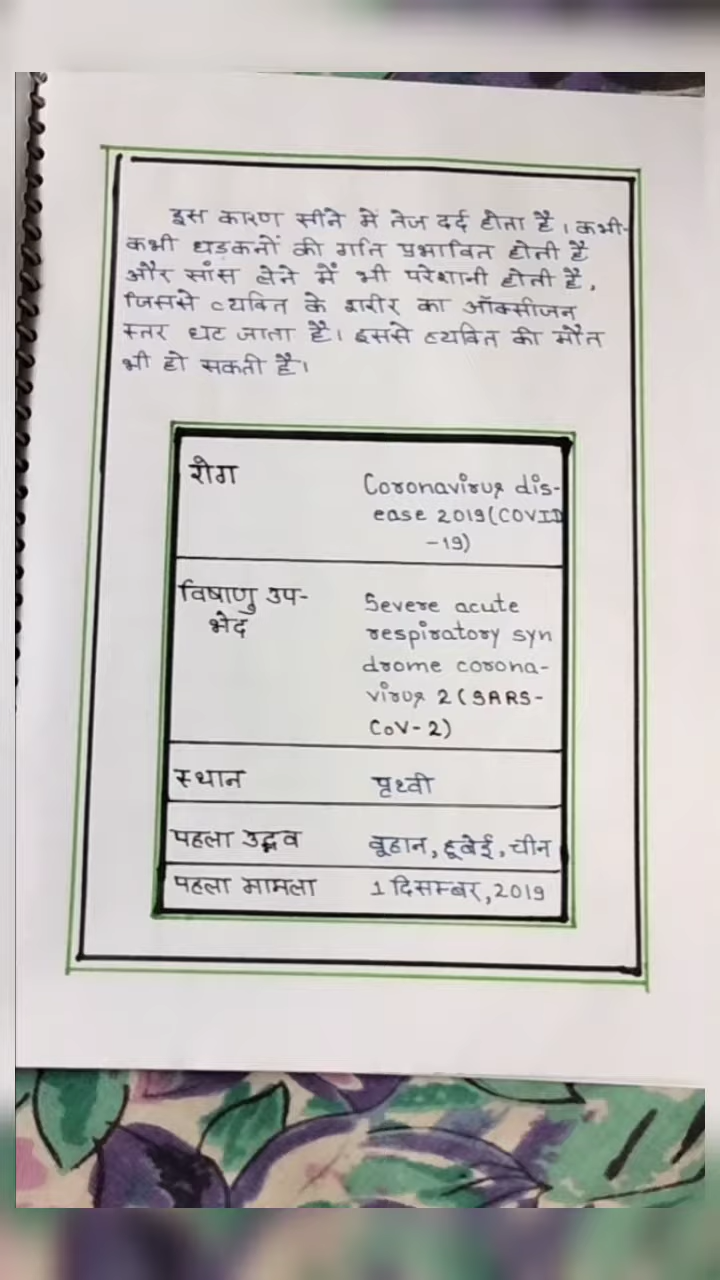 इस कारण सीने में तेज दर्द होता है। कभी-
कभी धड़कनों की गति प्रभावित होती है
और सांस लेने में भी परेशानी होती है,
जिससे व्यक्ति के शरीर का ऑक्सीजन
स्तर घट जाता है। इससे व्यक्ति की मौत
भी हो सकती है।
रोग
Coronavirus dis-
ease 2019(COVID
-19)
विषाणु उप-
भेद
Severe acute
respiratory syn
drome corona-
virus 2 (SARS-
CoV-2)
स्थान पृथ्वी
पहला उद्भव वूहान, हूबेई, चीन
पहला मामला 1 दिसम्बर, 2019